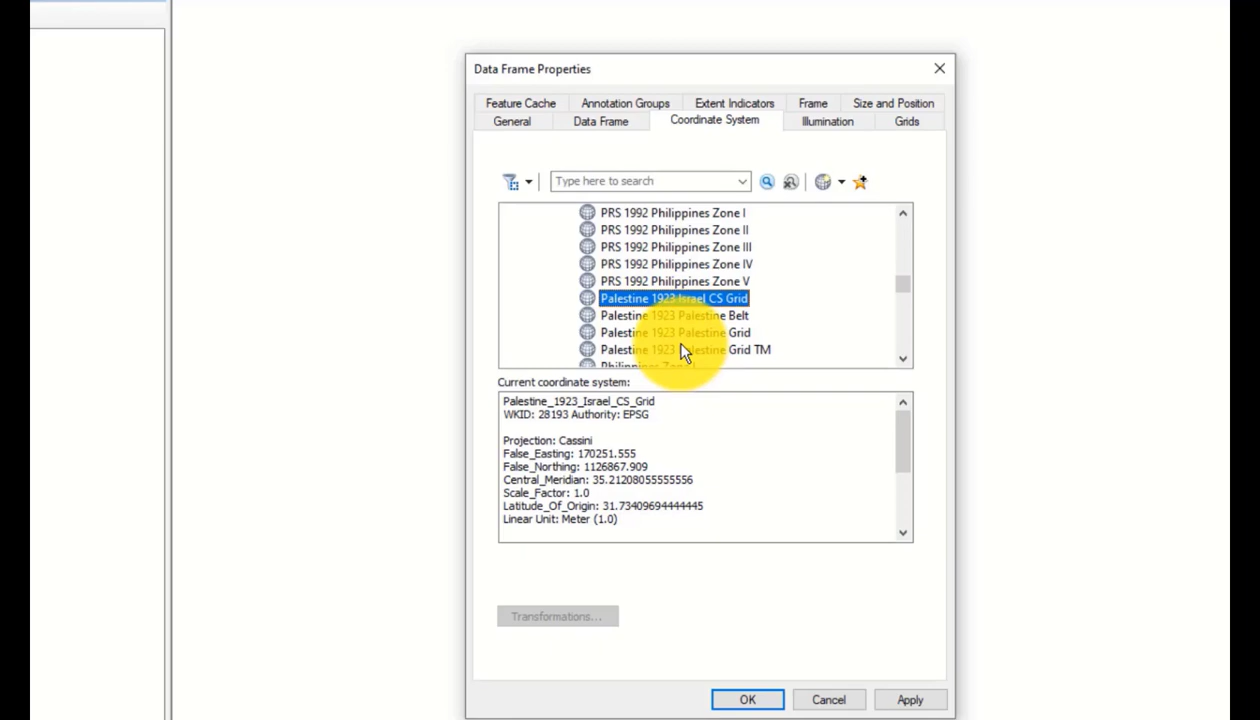 Data Frame Properties
Feature Cache Annotation Groups Extent Indicators Frame Size and Position
General Data Frame Coordinate System Illumination Grids
Type here to search
PRS 1992 Philippines Zone I
PRS 1992 Philippines Zone II
PRS 1992 Philippines Zone III
PRS 1992 Philippines Zone IV
PRS 1992 Philippines Zone V
Palestine 1923 Israel CS Grid
Palestine 1923 Palestine Belt
Palestine 1923 Palestine Grid
Palestine 1923 Palestine Grid TM
Philippines Zone I
Current coordinate system:
Palestine_1923_Israel_CS_Grid
WKID: 28193 Authority: EPSG
Projection: Cassini
False_Easting: 170251.555
False_Northing: 1126867.909
Central_Meridian: 35.21208055555556
Scale_Factor: 1.0
Latitude_Of_Origin: 31.73409694444445
Linear Unit: Meter (1.0)
Transformations...
OK Cancel Apply